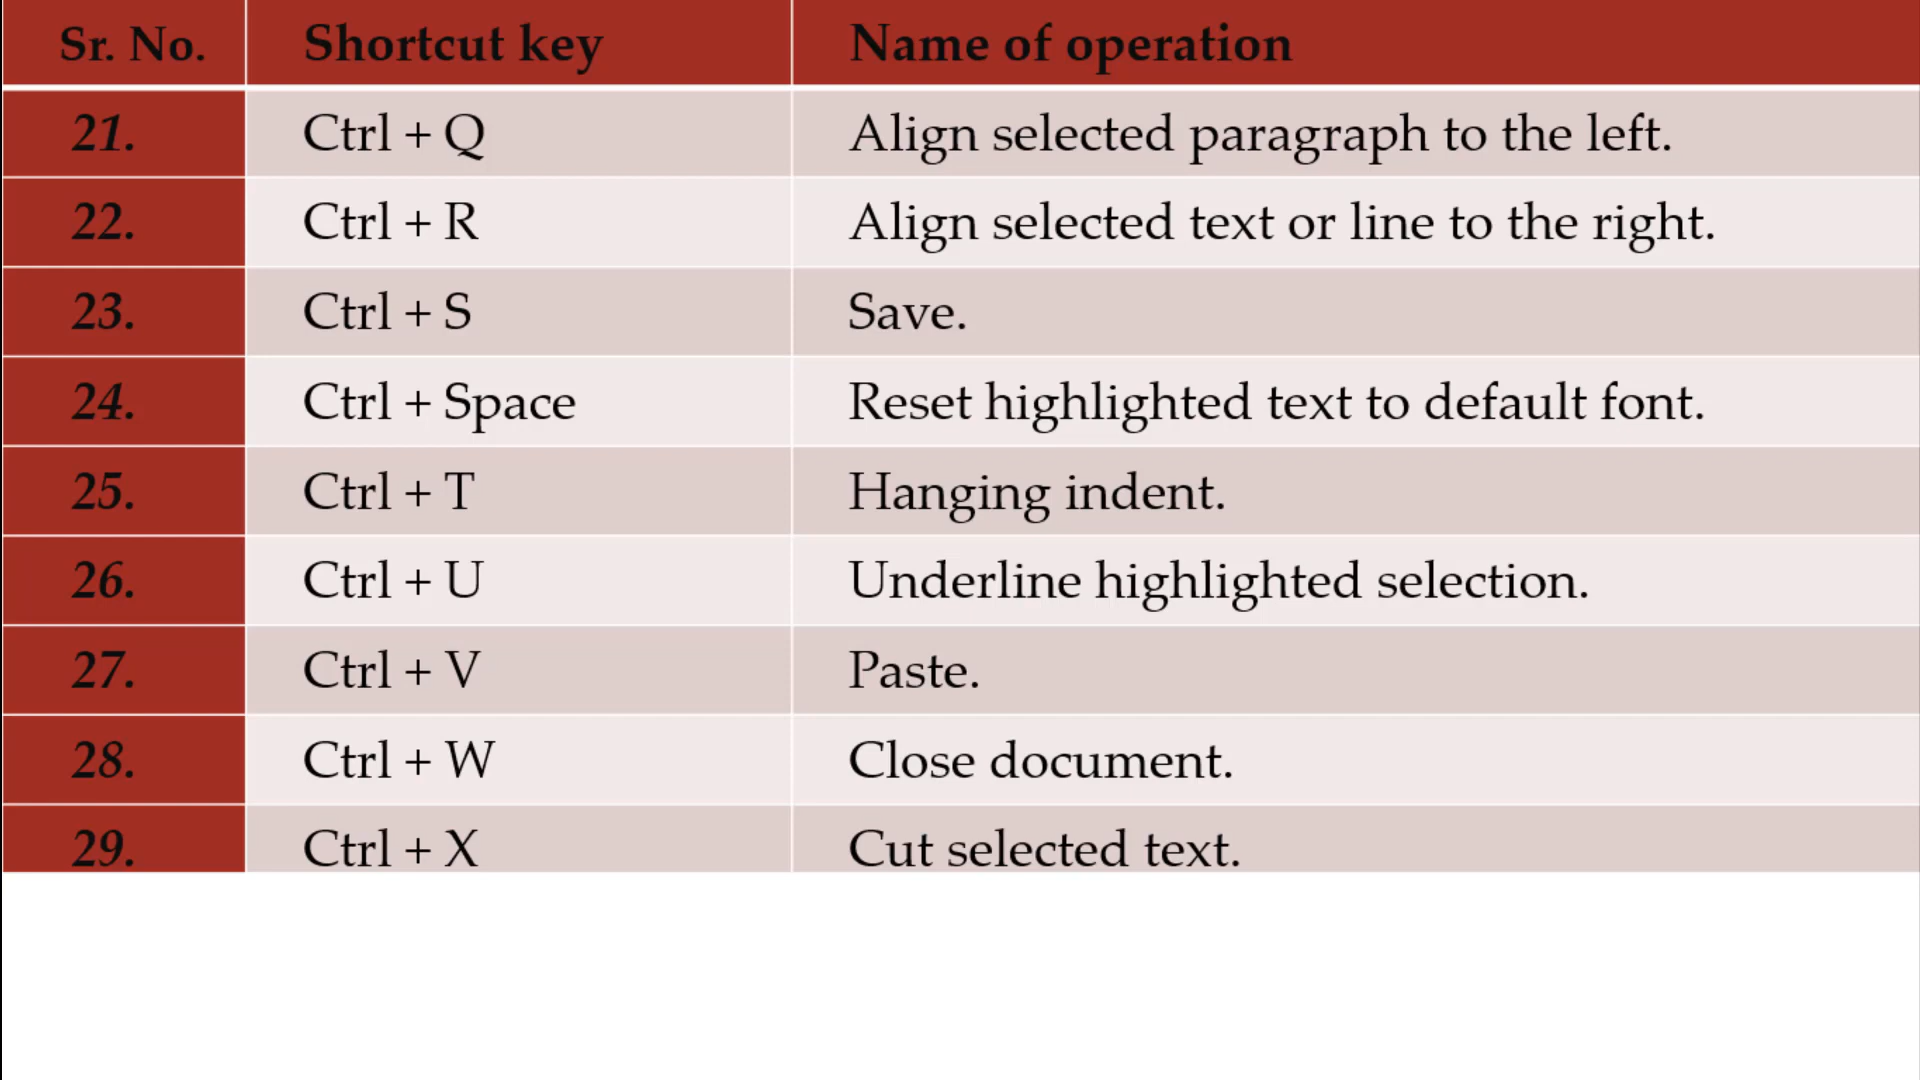 Sr. No. Shortcut key Name of operation
21. Ctrl + Q Align selected paragraph to the left.
22. Ctrl + R Align selected text or line to the right.
23. Ctrl + S Save.
24. Ctrl + Space Reset highlighted text to default font.
25. Ctrl + T Hanging indent.
26. Ctrl + U Underline highlighted selection.
27. Ctrl + V Paste.
28. Ctrl + W Close document.
29. Ctrl + X Cut selected text.